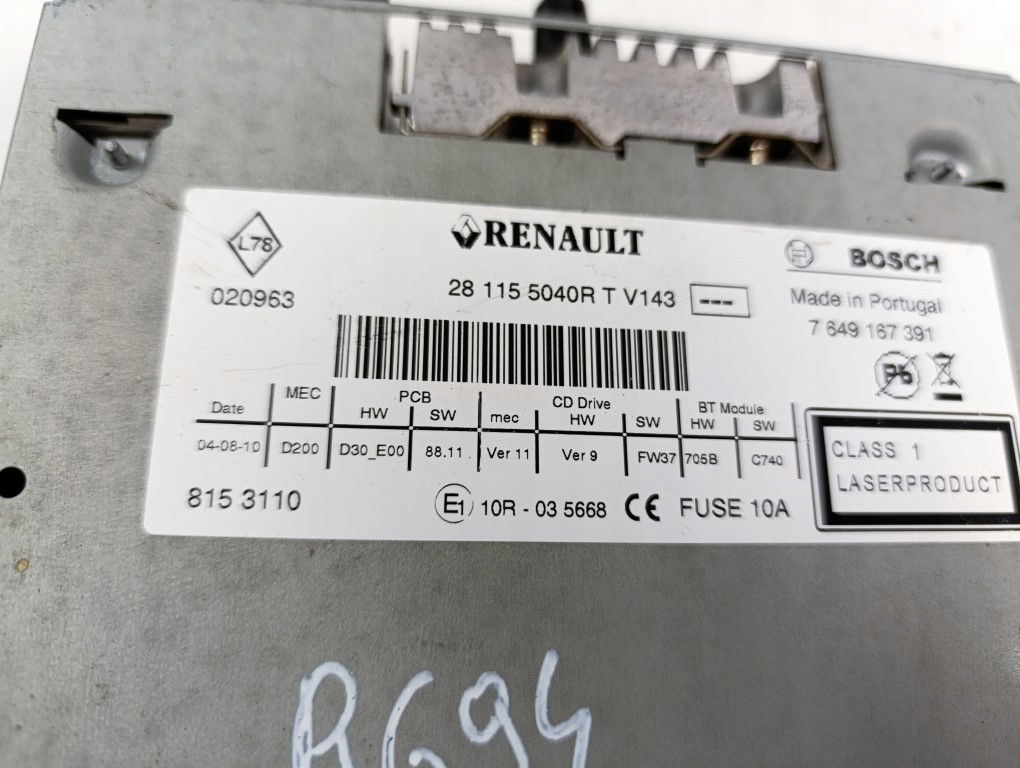 L78
020963
RENAULT
28 115 5040R T V143 ---
BOSCH
Made in Portugal
7 649 167 391
Pb
Date MEC PCB HW SW mec CD Drive HW SW BT Module HW SW
04-08-10 D200 D30_E00 88.11 Ver 11 Ver 9 FW37 705B C740
815 3110
E1 10R - 03 5668 CE FUSE 10A
CLASS 1
LASERPRODUCT
R694